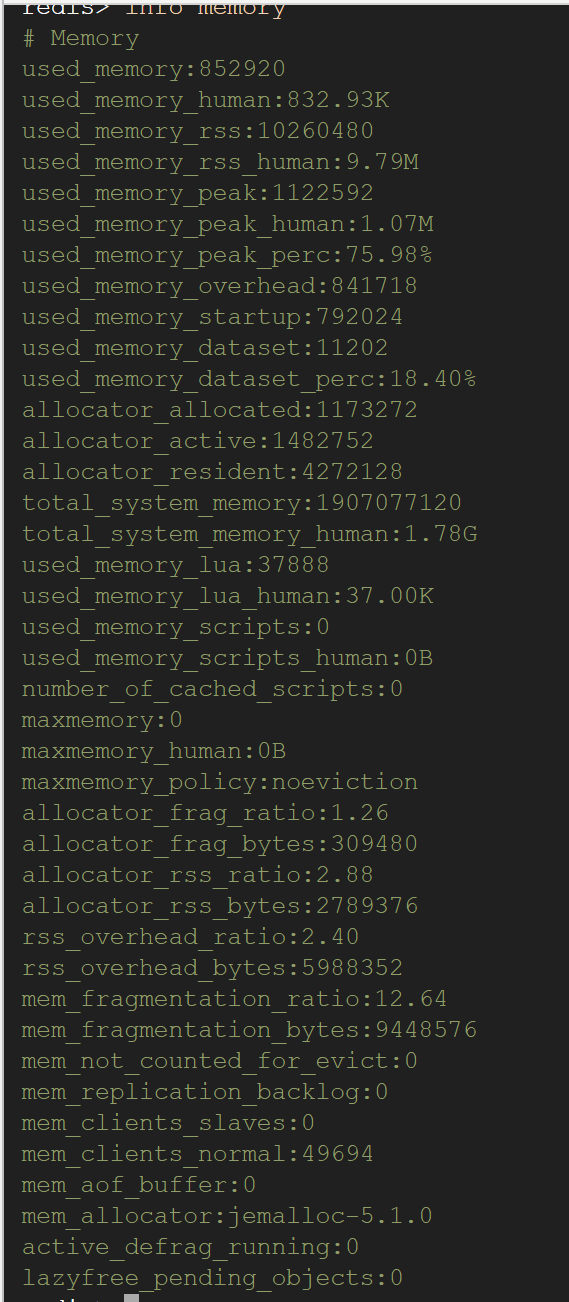 redis> info memory
# Memory
used_memory:852920
used_memory_human:832.93K
used_memory_rss:10260480
used_memory_rss_human:9.79M
used_memory_peak:1122592
used_memory_peak_human:1.07M
used_memory_peak_perc:75.98%
used_memory_overhead:841718
used_memory_startup:792024
used_memory_dataset:11202
used_memory_dataset_perc:18.40%
allocator_allocated:1173272
allocator_active:1482752
allocator_resident:4272128
total_system_memory:1907077120
total_system_memory_human:1.78G
used_memory_lua:37888
used_memory_lua_human:37.00K
used_memory_scripts:0
used_memory_scripts_human:0B
number_of_cached_scripts:0
maxmemory:0
maxmemory_human:0B
maxmemory_policy:noeviction
allocator_frag_ratio:1.26
allocator_frag_bytes:309480
allocator_rss_ratio:2.88
allocator_rss_bytes:2789376
rss_overhead_ratio:2.40
rss_overhead_bytes:5988352
mem_fragmentation_ratio:12.64
mem_fragmentation_bytes:9448576
mem_not_counted_for_evict:0
mem_replication_backlog:0
mem_clients_slaves:0
mem_clients_normal:49694
mem_aof_buffer:0
mem_allocator:jemalloc-5.1.0
active_defrag_running:0
lazyfree_pending_objects:0